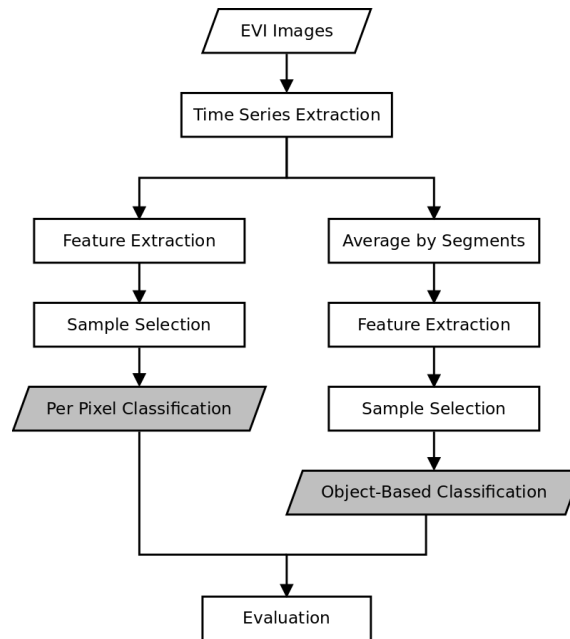 EVI Images
Time Series Extraction
Feature Extraction
Average by Segments
Sample Selection
Feature Extraction
Per Pixel Classification
Sample Selection
Object-Based Classification
Evaluation